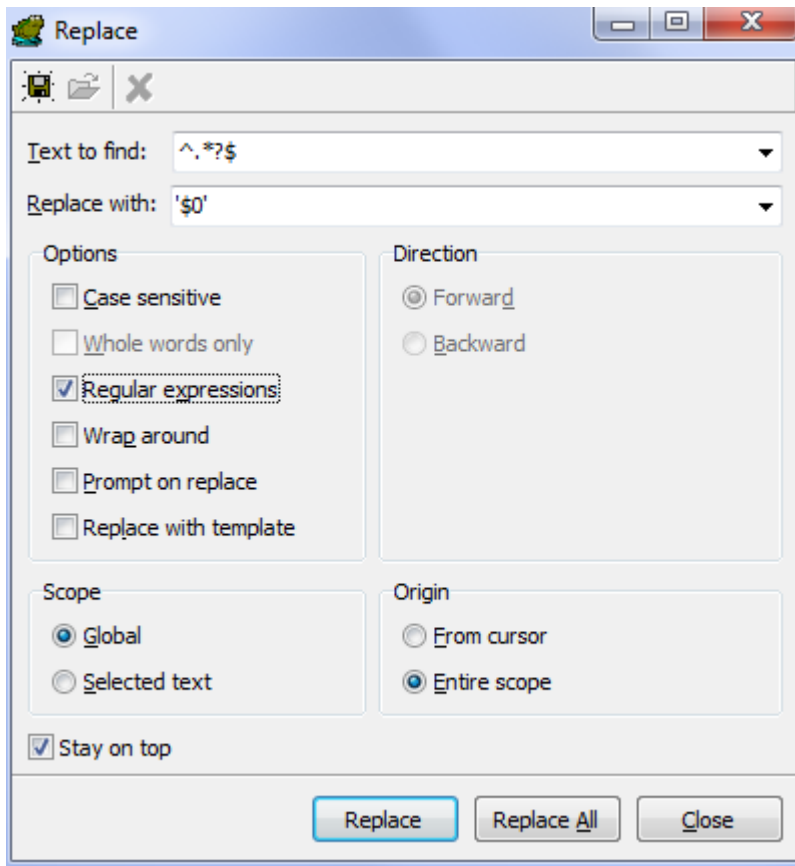 Replace
Text to find: ^.*?$
Replace with: '$0'
Options
Case sensitive
Whole words only
Regular expressions
Wrap around
Prompt on replace
Replace with template
Direction
Forward
Backward
Scope
Global
Selected text
Origin
From cursor
Entire scope
Stay on top
Replace Replace All Close